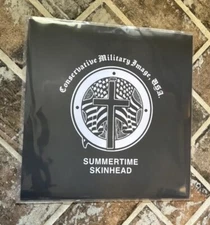 Conservative Military Image, USA.
SUMMERTIME
SKINHEAD